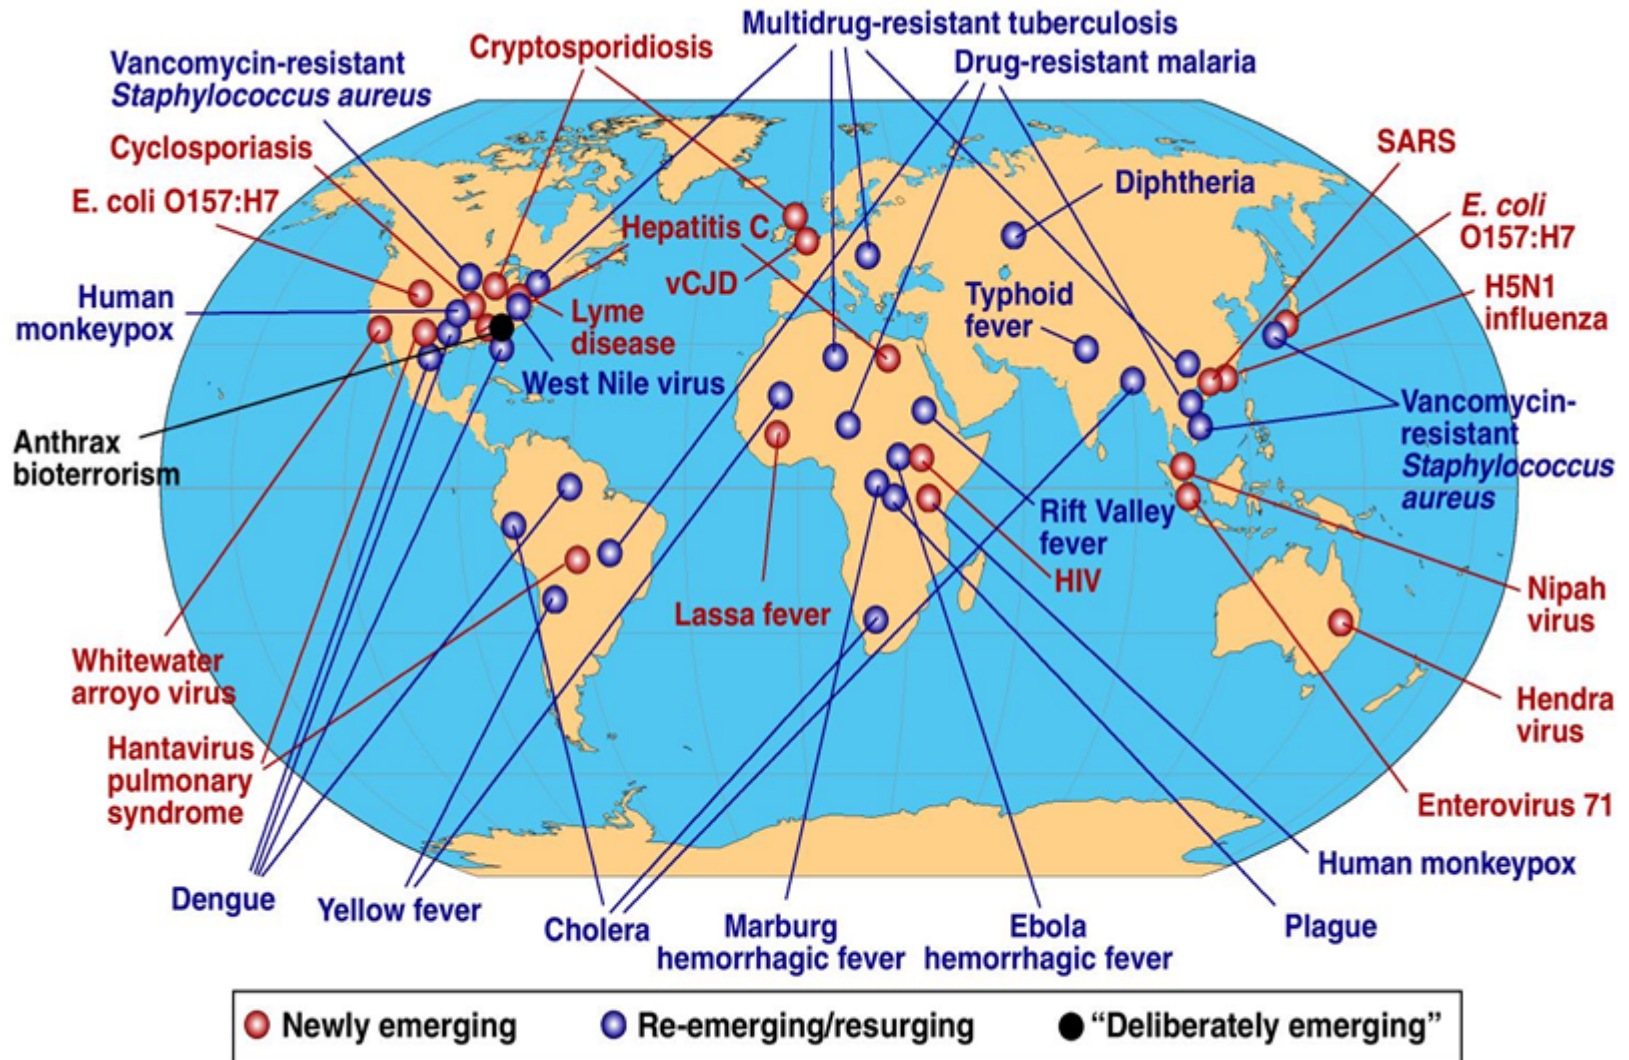 Multidrug-resistant tuberculosis
Cryptosporidiosis
Drug-resistant malaria
Vancomycin-resistant
Staphylococcus aureus
Cyclosporiasis
SARS
Diphtheria
E. coli O157:H7
E. coli
O157:H7
Hepatitis C
vCJD
Human
monkeypox
Typhoid
fever
H5N1
influenza
Lyme
disease
West Nile virus
Vancomycin-
resistant
Staphylococcus
aureus
Anthrax
bioterrorism
Rift Valley
fever
HIV
Lassa fever
Nipah
virus
Whitewater
arroyo virus
Hendra
virus
Hantavirus
pulmonary
syndrome
Enterovirus 71
Human monkeypox
Dengue
Yellow fever
Cholera
Marburg
hemorrhagic fever
Ebola
hemorrhagic fever
Plague
Newly emerging
Re-emerging/resurging
“Deliberately emerging”